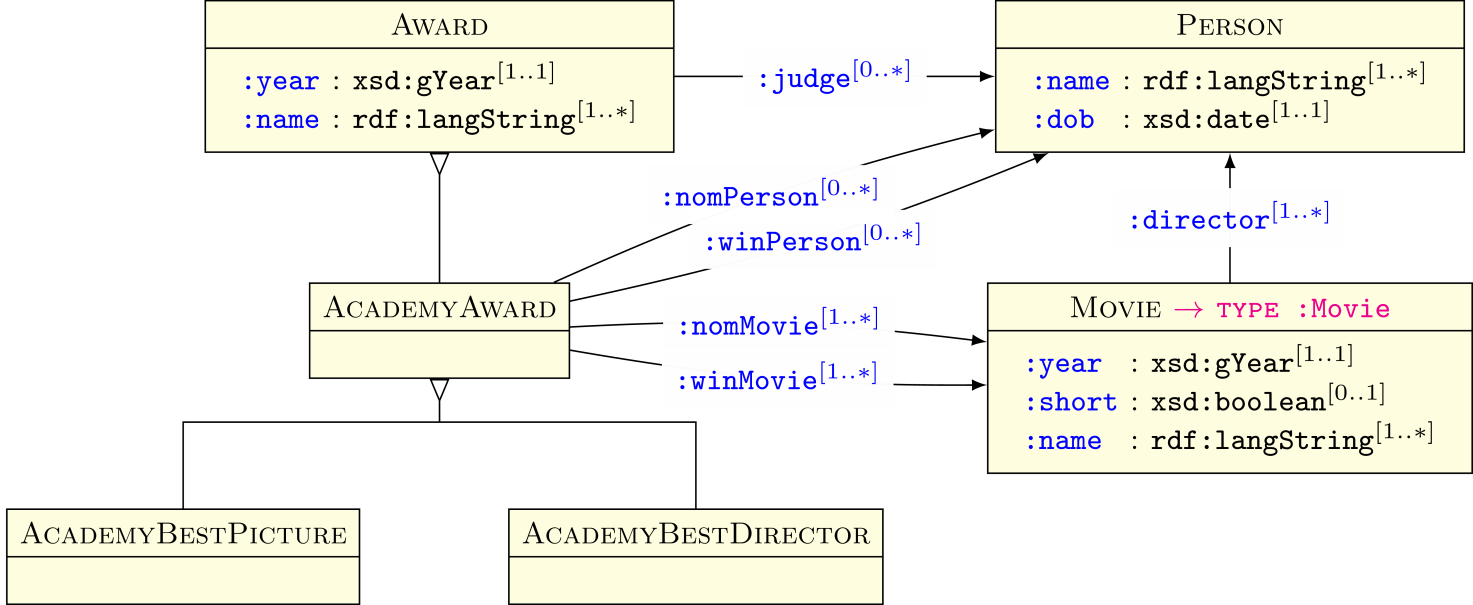 AWARD
:year : xsd:gYear[1..1]
:name : rdf:langString[1..*]
:judge[0..*]
PERSON
:name : rdf:langString[1..*]
:dob : xsd:date[1..1]
:nomPerson[0..*]
:winPerson[0..*]
:director[1..*]
ACADEMYAWARD
:nomMovie[1..*]
:winMovie[1..*]
MOVIE → TYPE :Movie
:year : xsd:gYear[1..1]
:short : xsd:boolean[0..1]
:name : rdf:langString[1..*]
ACADEMYBESTPICTURE
ACADEMYBESTDIRECTOR